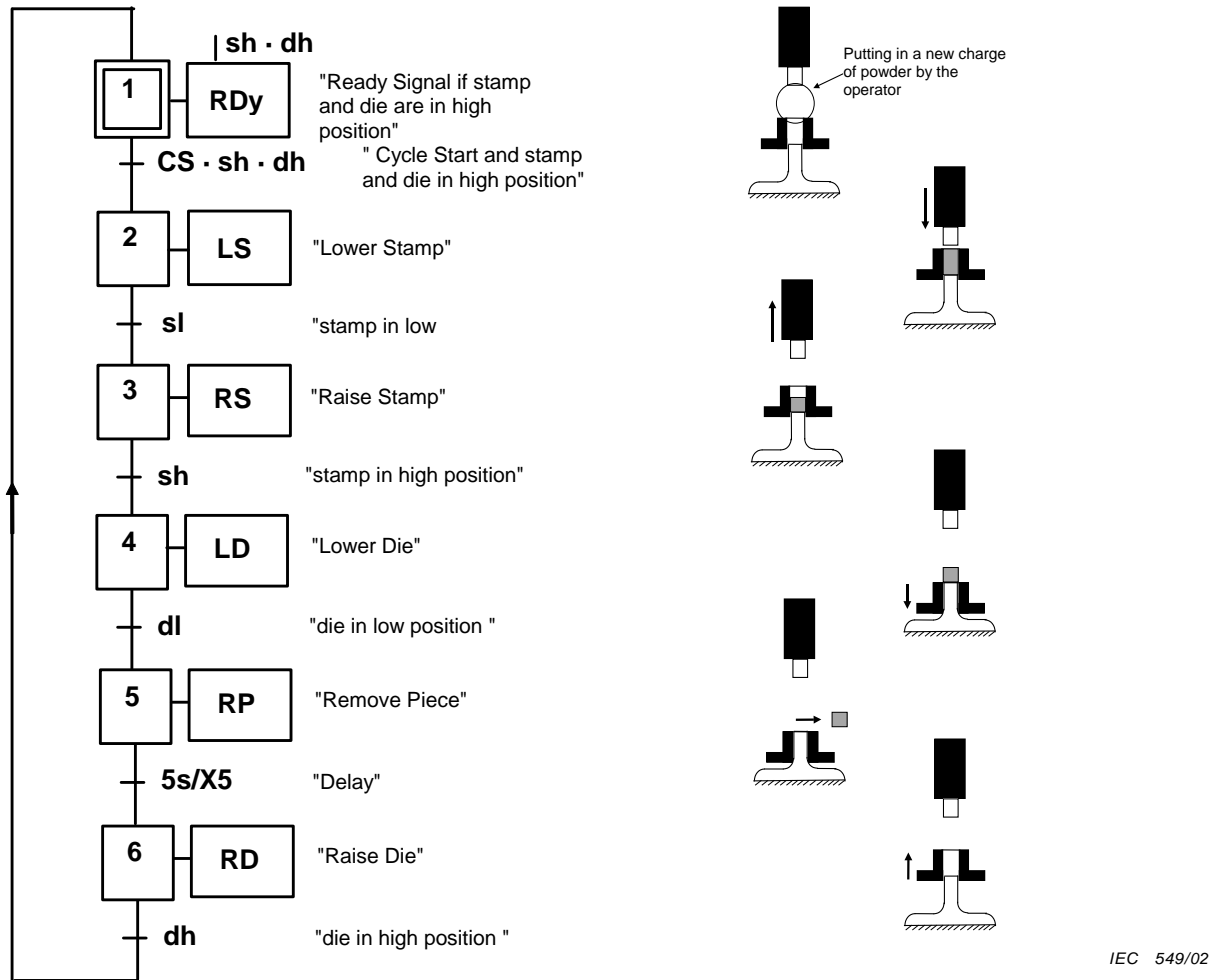 sh · dh
1
RDy
"Ready Signal if stamp
and die are in high
position"
CS · sh · dh
" Cycle Start and stamp
and die in high position"
2
LS
"Lower Stamp"
sl
"stamp in low
3
RS
"Raise Stamp"
sh
"stamp in high position"
4
LD
"Lower Die"
dl
"die in low position "
5
RP
"Remove Piece"
5s/X5
"Delay"
6
RD
"Raise Die"
dh
"die in high position "
Putting in a new charge
of powder by the
operator
IEC 549/02